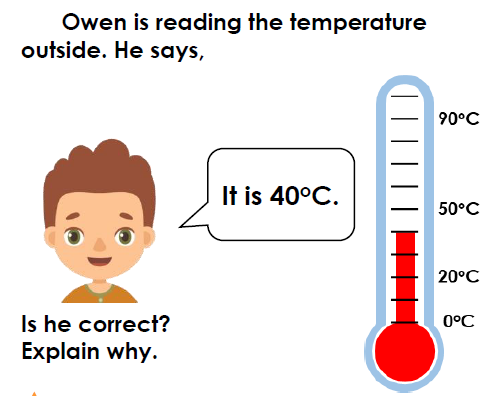 Owen is reading the temperature
outside. He says,
It is 40°C.
90°C
50°C
20°C
0°C
Is he correct?
Explain why.